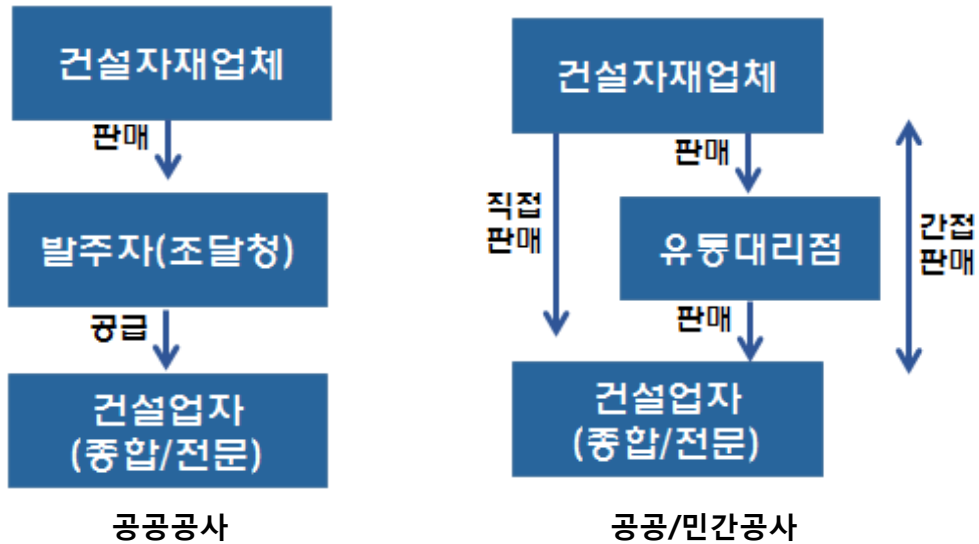 건설자재업체
판매
발주자(조달청)
공급
건설업자
(종합/전문)
공공공사
건설자재업체
직접
판매
판매
유통대리점
간접
판매
판매
건설업자
(종합/전문)
공공/민간공사